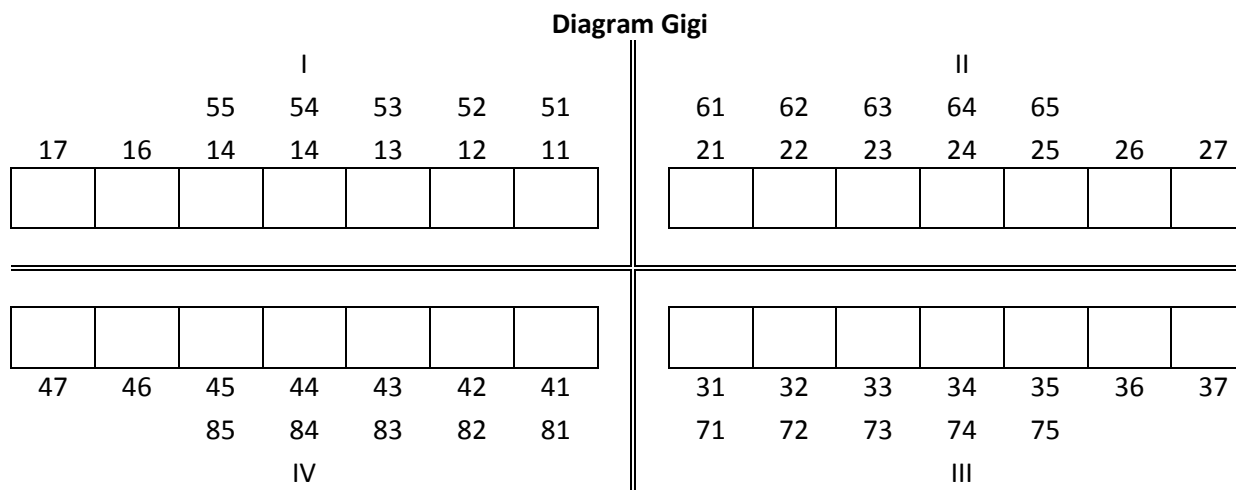 Diagram Gigi
I II
55 54 53 52 51 61 62 63 64 65
17 16 14 14 13 12 11 21 22 23 24 25 26 27
47 46 45 44 43 42 41 31 32 33 34 35 36 37
85 84 83 82 81 71 72 73 74 75
IV III